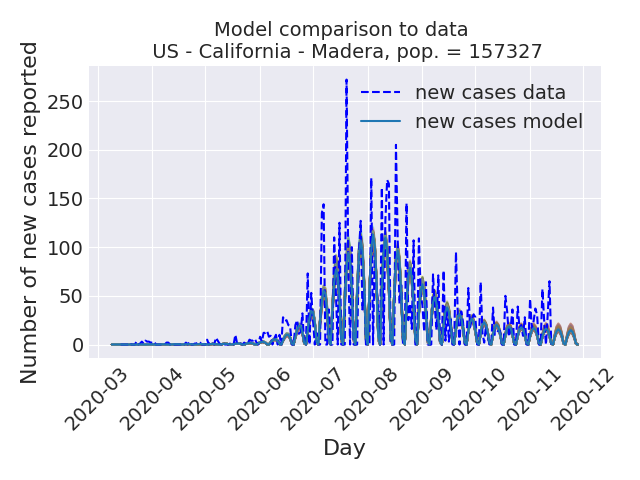 Model comparison to data
US - California - Madera, pop. = 157327
Number of new cases reported
250
200
150
100
50
0
new cases data
new cases model
2020-03
2020-04
2020-05
2020-06
2020-07
2020-08
2020-09
2020-10
2020-11
2020-12
Day